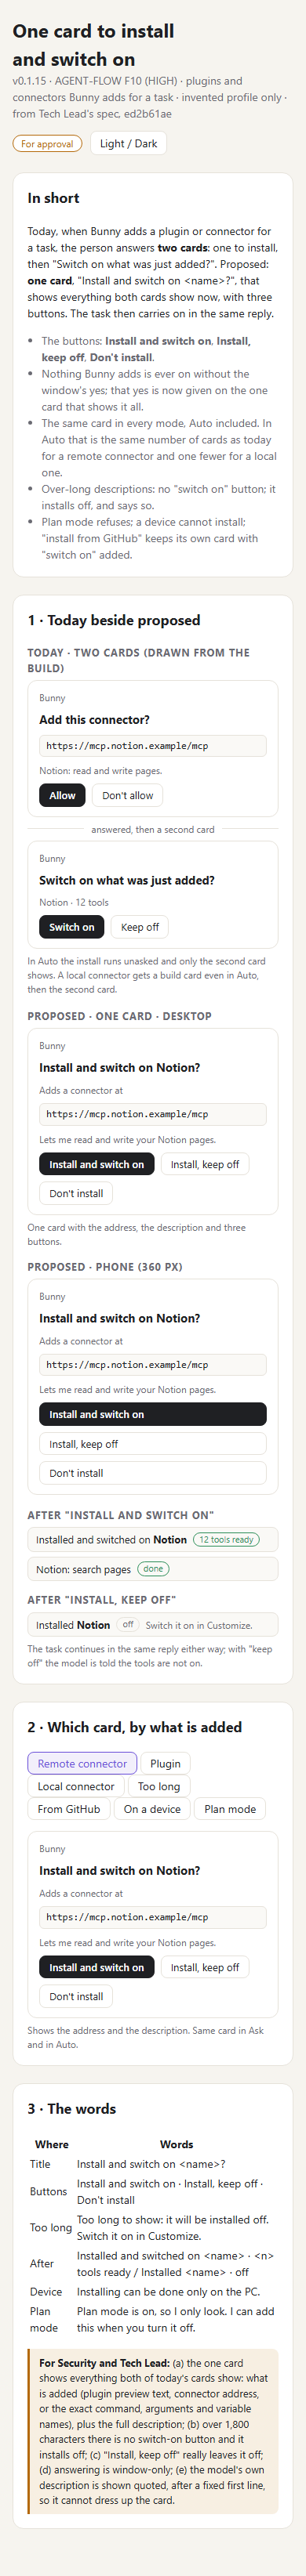 One card to install
and switch on
v0.1.15 · AGENT-FLOW F10 (HIGH) · plugins and
connectors Bunny adds for a task · invented profile only ·
from Tech Lead's spec, ed2b61ae
For approval
Light / Dark
In short
Today, when Bunny adds a plugin or connector for
a task, the person answers two cards: one to install,
then "Switch on what was just added?". Proposed:
one card, "Install and switch on <name>?", that
shows everything both cards show now, with three
buttons. The task then carries on in the same reply.
• The buttons: Install and switch on, Install,
keep off, Don't install.
• Nothing Bunny adds is ever on without the
window's yes; that yes is now given on the one
card that shows it all.
• The same card in every mode, Auto included. In
Auto that is the same number of cards as today
for a remote connector and one fewer for a local
one.
• Over-long descriptions: no "switch on" button; it
installs off, and says so.
• Plan mode refuses; a device cannot install;
"install from GitHub" keeps its own card with
"switch on" added.
1 · Today beside proposed
TODAY · TWO CARDS (DRAWN FROM THE
BUILD)
Bunny
Add this connector?
https://mcp.notion.example/mcp
Notion: read and write pages.
Allow
Don't allow
answered, then a second card
Bunny
Switch on what was just added?
Notion · 12 tools
Switch on
Keep off
In Auto the install runs unasked and only the second card
shows. A local connector gets a build card even in Auto,
then the second card.
PROPOSED · ONE CARD · DESKTOP
Bunny
Install and switch on Notion?
Adds a connector at
https://mcp.notion.example/mcp
Lets me read and write your Notion pages.
Install and switch on
Install, keep off
Don't install
One card with the address, the description and three
buttons.
PROPOSED · PHONE (360 PX)
Bunny
Install and switch on Notion?
Adds a connector at
https://mcp.notion.example/mcp
Lets me read and write your Notion pages.
Install and switch on
Install, keep off
Don't install
AFTER "INSTALL AND SWITCH ON"
Installed and switched on Notion 12 tools ready
Notion: search pages done
AFTER "INSTALL, KEEP OFF"
Installed Notion off Switch it on in Customize.
The task continues in the same reply either way; with "keep
off" the model is told the tools are not on.
2 · Which card, by what is added
Remote connector
Plugin
Local connector
Too long
From GitHub
On a device
Plan mode
Bunny
Install and switch on Notion?
Adds a connector at
https://mcp.notion.example/mcp
Lets me read and write your Notion pages.
Install and switch on
Install, keep off
Don't install
Shows the address and the description. Same card in Ask
and in Auto.
3 · The words
Where Words
Title Install and switch on <name>?
Buttons Install and switch on · Install, keep off ·
Don't install
Too long Too long to show: it will be installed off.
Switch it on in Customize.
After Installed and switched on <name> · <n>
tools ready / Installed <name> · off
Device Installing can be done only on the PC.
Plan mode Plan mode is on, so I only look. I can add
this when you turn it off.
For Security and Tech Lead: (a) the one card
shows everything both of today's cards show: what
is added (plugin preview text, connector address,
or the exact command, arguments and variable
names), plus the full description; (b) over 1,800
characters there is no switch-on button and it
installs off; (c) "Install, keep off" really leaves it off;
(d) answering is window-only; (e) the model's own
description is shown quoted, after a fixed first line,
so it cannot dress up the card.